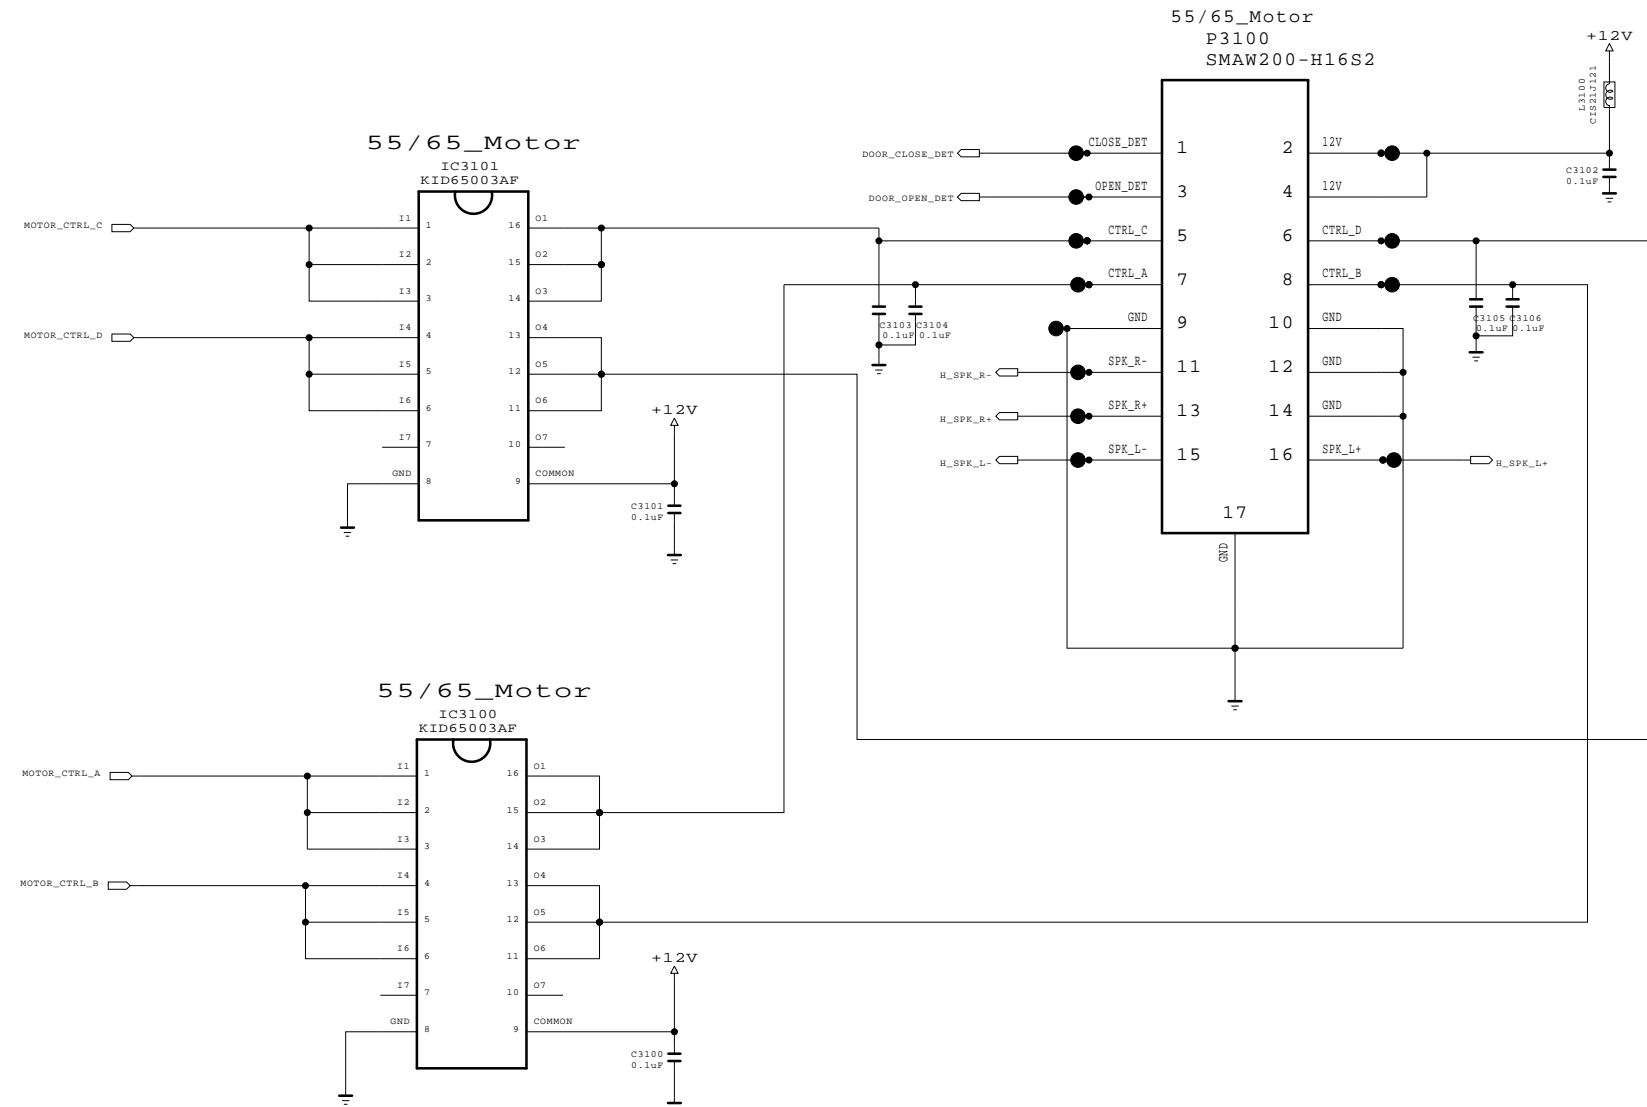 55/65_Motor
P3100
SMAW200-H16S2
+12V
L3100
CIS21J121
C3102
0.1uF
55/65_Motor
IC3101
KID65003AF
MOTOR_CTRL_C
MOTOR_CTRL_D
I1 1 16 O1
I2 2 15 O2
I3 3 14 O3
I4 4 13 O4
I5 5 12 O5
I6 6 11 O6
I7 7 10 O7
GND 8 9 COMMON
+12V
C3101
0.1uF
DOOR_CLOSE_DET CLOSE_DET 1 2 12V
DOOR_OPEN_DET OPEN_DET 3 4 12V
CTRL_C 5 6 CTRL_D
CTRL_A 7 8 CTRL_B
GND 9 10 GND
H_SPK_R- SPK_R- 11 12 GND
H_SPK_R+ SPK_R+ 13 14 GND
H_SPK_L- SPK_L- 15 16 SPK_L+ H_SPK_L+
17
GND
C3103 C3104
0.1uF 0.1uF
C3105 C3106
0.1uF 0.1uF
55/65_Motor
IC3100
KID65003AF
MOTOR_CTRL_A
MOTOR_CTRL_B
I1 1 16 O1
I2 2 15 O2
I3 3 14 O3
I4 4 13 O4
I5 5 12 O5
I6 6 11 O6
I7 7 10 O7
GND 8 9 COMMON
+12V
C3100
0.1uF